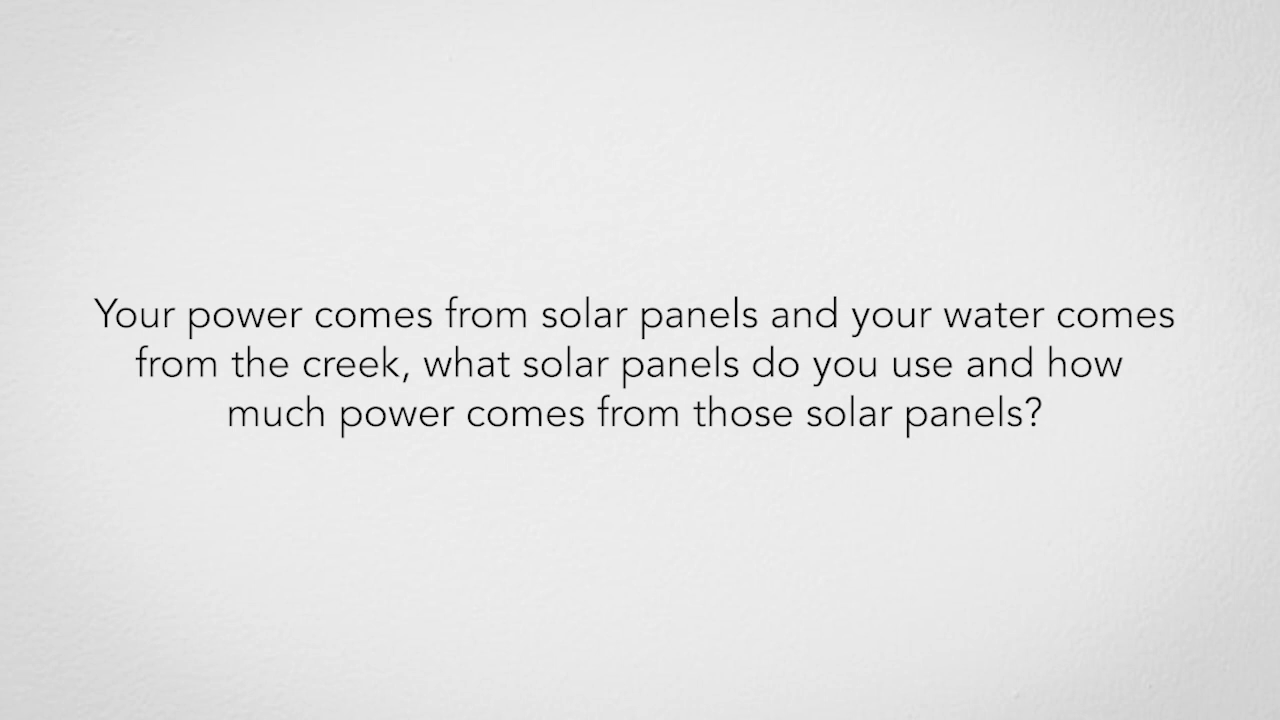 Your power comes from solar panels and your water comes
from the creek, what solar panels do you use and how
much power comes from those solar panels?